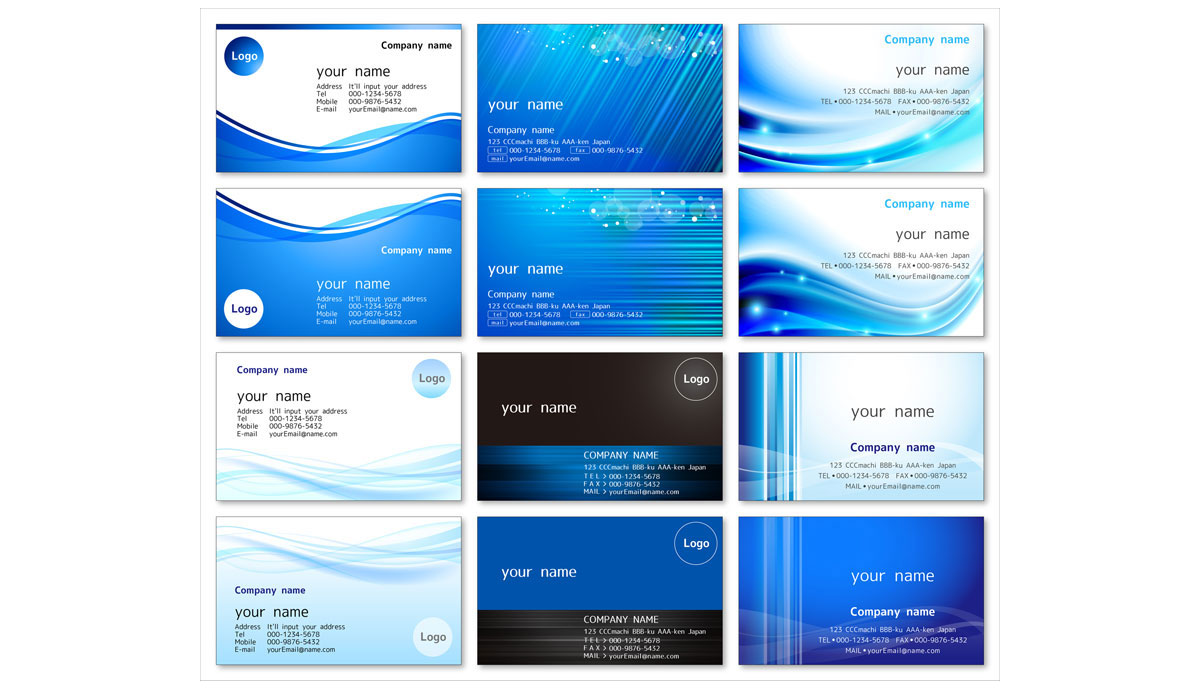 Logo
Company name
your name
Address It'll input your address
Tel 000-1234-5678
Mobile 000-9876-5432
E-mail yourEmail@name.com
your name
Company name
123 CCCmachi BBB-ku AAA-ken Japan
tel 000-1234-5678 fax 000-9876-5432
mail yourEmail@name.com
Company name
your name
123 CCCmachi BBB-ku AAA-ken Japan
TEL•000-1234-5678 FAX•000-9876-5432
MAIL•yourEmail@name.com
Company name
your name
Address It'll input your address
Tel 000-1234-5678
Mobile 000-9876-5432
E-mail yourEmail@name.com
Logo
your name
Company name
123 CCCmachi BBB-ku AAA-ken Japan
tel 000-1234-5678 fax 000-9876-5432
mail yourEmail@name.com
Company name
your name
123 CCCmachi BBB-ku AAA-ken Japan
TEL•000-1234-5678 FAX•000-9876-5432
MAIL•yourEmail@name.com
Company name
Logo
your name
Address It'll input your address
Tel 000-1234-5678
Mobile 000-9876-5432
E-mail yourEmail@name.com
Logo
your name
COMPANY NAME
123 CCCmachi BBB-ku AAA-ken Japan
TEL > 000-1234-5678
FAX > 000-9876-5432
MAIL > yourEmail@name.com
your name
Company name
123 CCCmachi BBB-ku AAA-ken Japan
TEL•000-1234-5678 FAX•000-9876-5432
MAIL•yourEmail@name.com
Company name
your name
Address It'll input your address
Tel 000-1234-5678
Mobile 000-9876-5432
E-mail yourEmail@name.com
Logo
Logo
your name
COMPANY NAME
123 CCCmachi BBB-ku AAA-ken Japan
TEL > 000-1234-5678
FAX > 000-9876-5432
MAIL > yourEmail@name.com
your name
Company name
123 CCCmachi BBB-ku AAA-ken Japan
TEL•000-1234-5678 FAX•000-9876-5432
MAIL•yourEmail@name.com